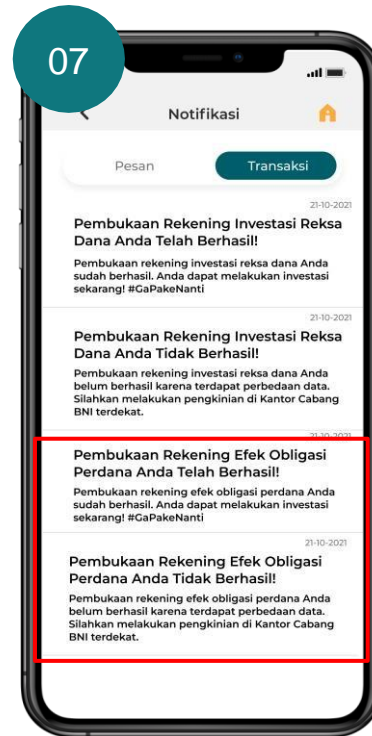 07
Notifikasi
Pesan
Transaksi
21-10-2021
Pembukaan Rekening Investasi Reksa
Dana Anda Telah Berhasil!
Pembukaan rekening investasi reksa dana Anda
sudah berhasil. Anda dapat melakukan investasi
sekarang! #GaPakeNanti
21-10-2021
Pembukaan Rekening Investasi Reksa
Dana Anda Tidak Berhasil!
Pembukaan rekening investasi reksa dana Anda
belum berhasil karena terdapat perbedaan data.
Silahkan melakukan pengkinian di Kantor Cabang
BNI terdekat.
21-10-2021
Pembukaan Rekening Efek Obligasi
Perdana Anda Telah Berhasil!
Pembukaan rekening efek obligasi perdana Anda
sudah berhasil. Anda dapat melakukan investasi
sekarang! #GaPakeNanti
21-10-2021
Pembukaan Rekening Efek Obligasi
Perdana Anda Tidak Berhasil!
Pembukaan rekening efek obligasi perdana Anda
belum berhasil karena terdapat perbedaan data.
Silahkan melakukan pengkinian di Kantor Cabang
BNI terdekat.